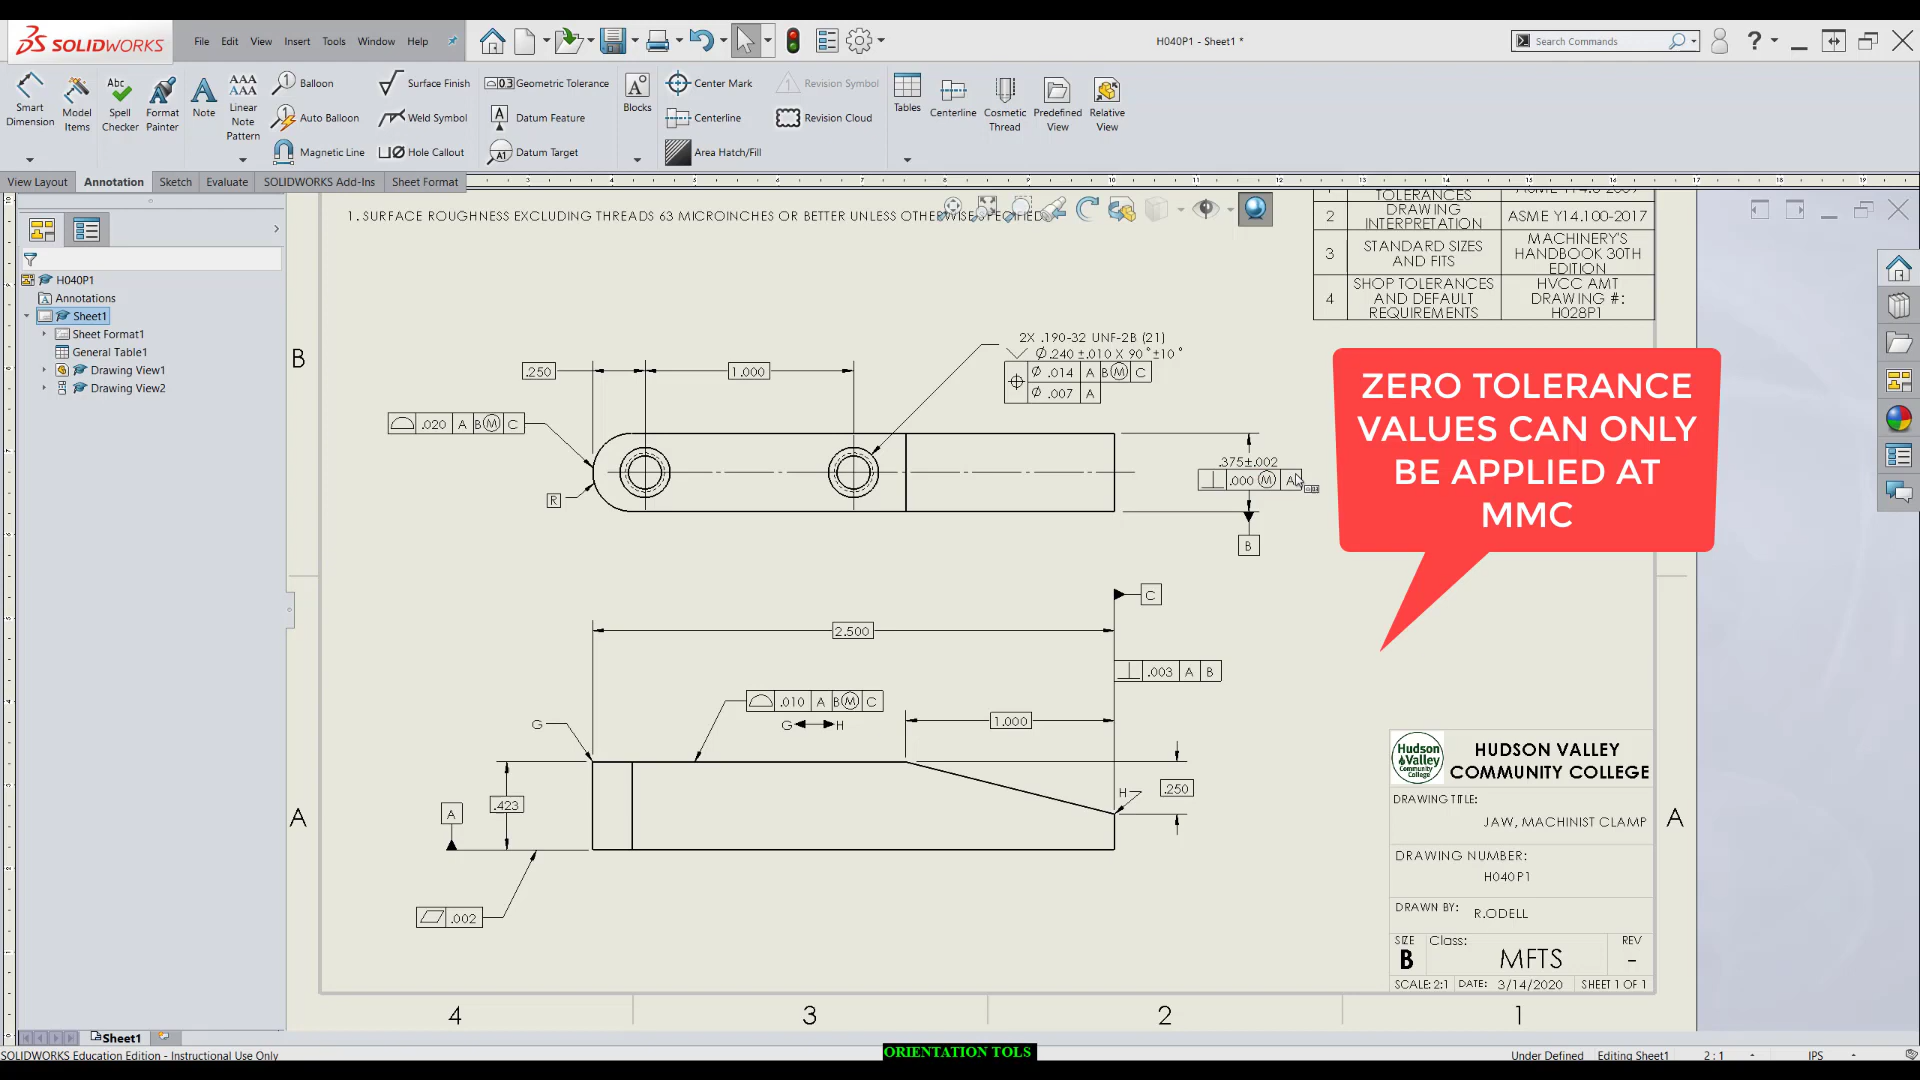 SOLIDWORKS
File Edit View Insert Tools Window Help
H040P1 - Sheet1 *
Search Commands
?
Smart Dimension
Model Items
Spell Checker
Format Painter
Note
Linear Note Pattern
Balloon
Auto Balloon
Magnetic Line
Surface Finish
Weld Symbol
Hole Callout
Geometric Tolerance
Datum Feature
Datum Target
Blocks
Center Mark
Centerline
Area Hatch/Fill
Revision Symbol
Revision Cloud
Tables
Centerline
Cosmetic Thread
Predefined View
Relative View
View Layout Annotation Sketch Evaluate SOLIDWORKS Add-Ins Sheet Format
H040P1
Annotations
Sheet1
Sheet Format1
General Table1
Drawing View1
Drawing View2
1. SURFACE ROUGHNESS EXCLUDING THREADS 63 MICROINCHES OR BETTER UNLESS OTHERWISE SPECIFIED.
TOLERANCES
2 DRAWING INTERPRETATION ASME Y14.100-2017
3 STANDARD SIZES AND FITS MACHINERY'S HANDBOOK 30TH EDITION
4 SHOP TOLERANCES AND DEFAULT REQUIREMENTS HVCC AMT DRAWING #: H028P1
B
2X .190-32 UNF-2B (21)
Ø.240 ±.010 X 90°±10°
Ø .014 A BⓂ C
Ø .007 A
.250
1.000
.020 A BⓂ C
R
.375±.002
.000 Ⓜ A
B
ZERO TOLERANCE
VALUES CAN ONLY
BE APPLIED AT
MMC
C
2.500
.003 A B
.010 A BⓂ C
G H
G
1.000
H
.250
.423
A
A
A
.002
Hudson Valley Community College
HUDSON VALLEY
COMMUNITY COLLEGE
DRAWING TITLE:
JAW, MACHINIST CLAMP
DRAWING NUMBER:
H040P1
DRAWN BY: R.ODELL
SIZE B Class: MFTS REV -
SCALE: 2:1 DATE: 3/14/2020 SHEET 1 OF 1
4 3 2 1
Sheet1
SOLIDWORKS Education Edition - Instructional Use Only
ORIENTATION TOLS
Under Defined Editing Sheet1 2:1 IPS